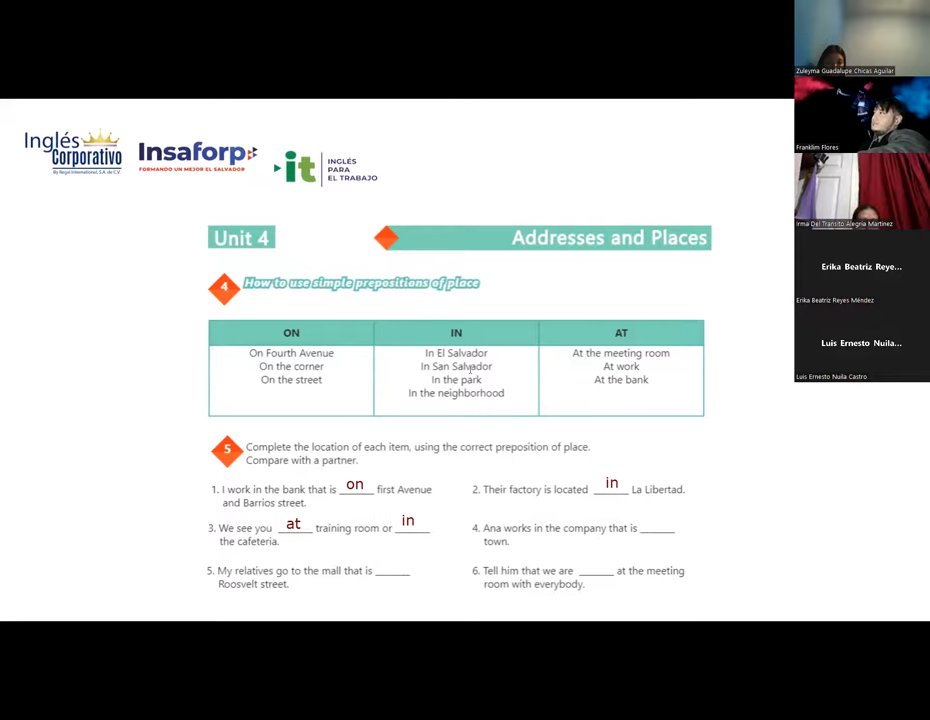 Inglés
Corporativo
By Regal International, S.A. de C.V.
Insaforp
FORMANDO UN MEJOR EL SALVADOR
it
INGLÉS
PARA
EL TRABAJO
Unit 4
Addresses and Places
4
How to use simple prepositions of place
ON IN AT
On Fourth Avenue In El Salvador At the meeting room
On the corner In San Salvador At work
On the street In the park At the bank
In the neighborhood
5
Complete the location of each item, using the correct preposition of place.
Compare with a partner.
1. I work in the bank that is on first Avenue
and Barrios street.
2. Their factory is located in La Libertad.
3. We see you at training room or in
the cafeteria.
4. Ana works in the company that is ______
town.
5. My relatives go to the mall that is ______
Roosvelt street.
6. Tell him that we are ______ at the meeting
room with everybody.
Zuleyma Guadalupe Chicas Aguilar
Franklim Flores
Irma Del Transito Alegria Martinez
Erika Beatriz Reye...
Erika Beatriz Reyes Méndez
Luis Ernesto Nuila...
Luis Ernesto Nuila Castro